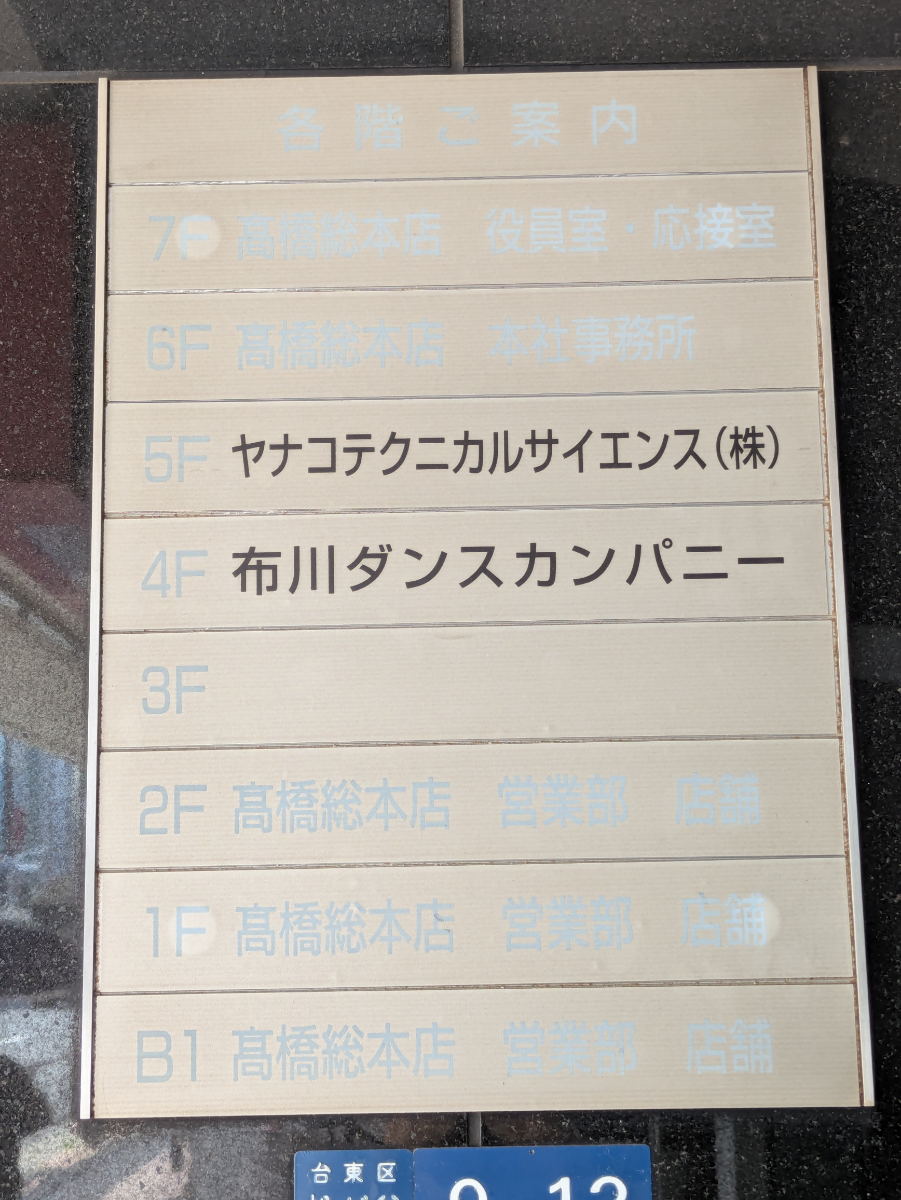 各階ご案内
7F 髙橋総本店 役員室・応接室
6F 髙橋総本店 本社事務所
5F ヤナコテクニカルサイエンス(株)
4F 布川ダンスカンパニー
3F
2F 髙橋総本店 営業部 店舗
1F 髙橋総本店 営業部 店舗
B1 髙橋総本店 営業部 店舗
台東区
9 12